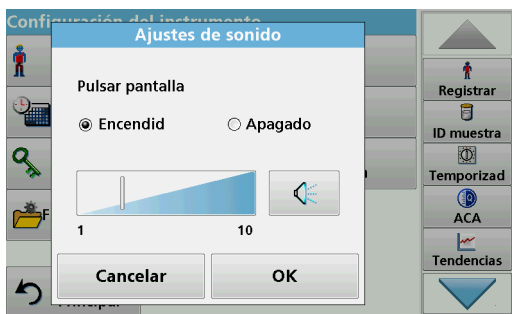 Configuración del instrumento
Ajustes de sonido
Pulsar pantalla
Encendid
Apagado
1
10
Cancelar
OK
F
Principal
Registrar
ID muestra
Temporizad
ACA
Tendencias